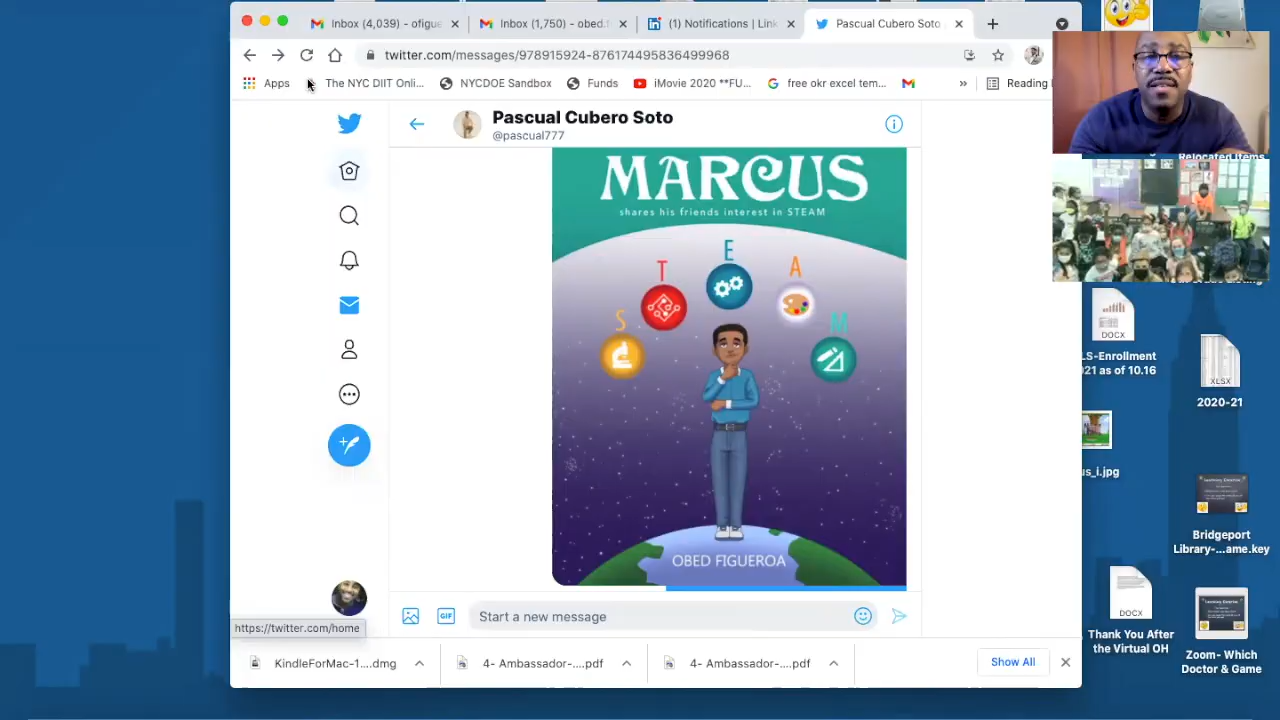 Inbox (4,039) - ofigue
Inbox (1,750) - obed.f
(1) Notifications | Link
Pascual Cubero Soto
twitter.com/messages/978915924-876174495836499968
Apps
The NYC DIIT Onli...
NYCDOE Sandbox
Funds
iMovie 2020 **FU...
free okr excel tem...
»
Reading
Pascual Cubero Soto
@pascual777
MARCUS
shares his friends interest in STEAM
S
T
E
A
M
OBED FIGUEROA
GIF
Start a new message
https://twitter.com/home
KindleForMac-1....dmg
4- Ambassador-....pdf
4- Ambassador-....pdf
Show All
Relocated Items
DOCX
LS-Enrollment
021 as of 10.16
XLSX
2020-21
us_i.jpg
Bridgeport
Library-...ame.key
DOCX
Thank You After
the Virtual OH
Zoom- Which
Doctor & Game